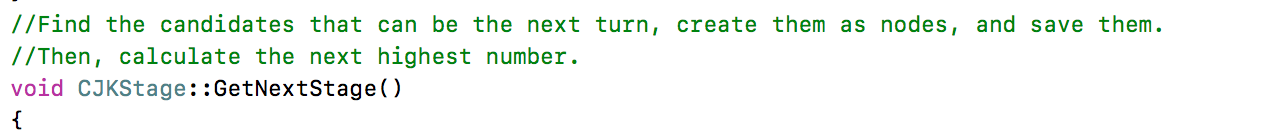 //Find the candidates that can be the next turn, create them as nodes, and save them.
//Then, calculate the next highest number.
void CJKStage::GetNextStage()
{